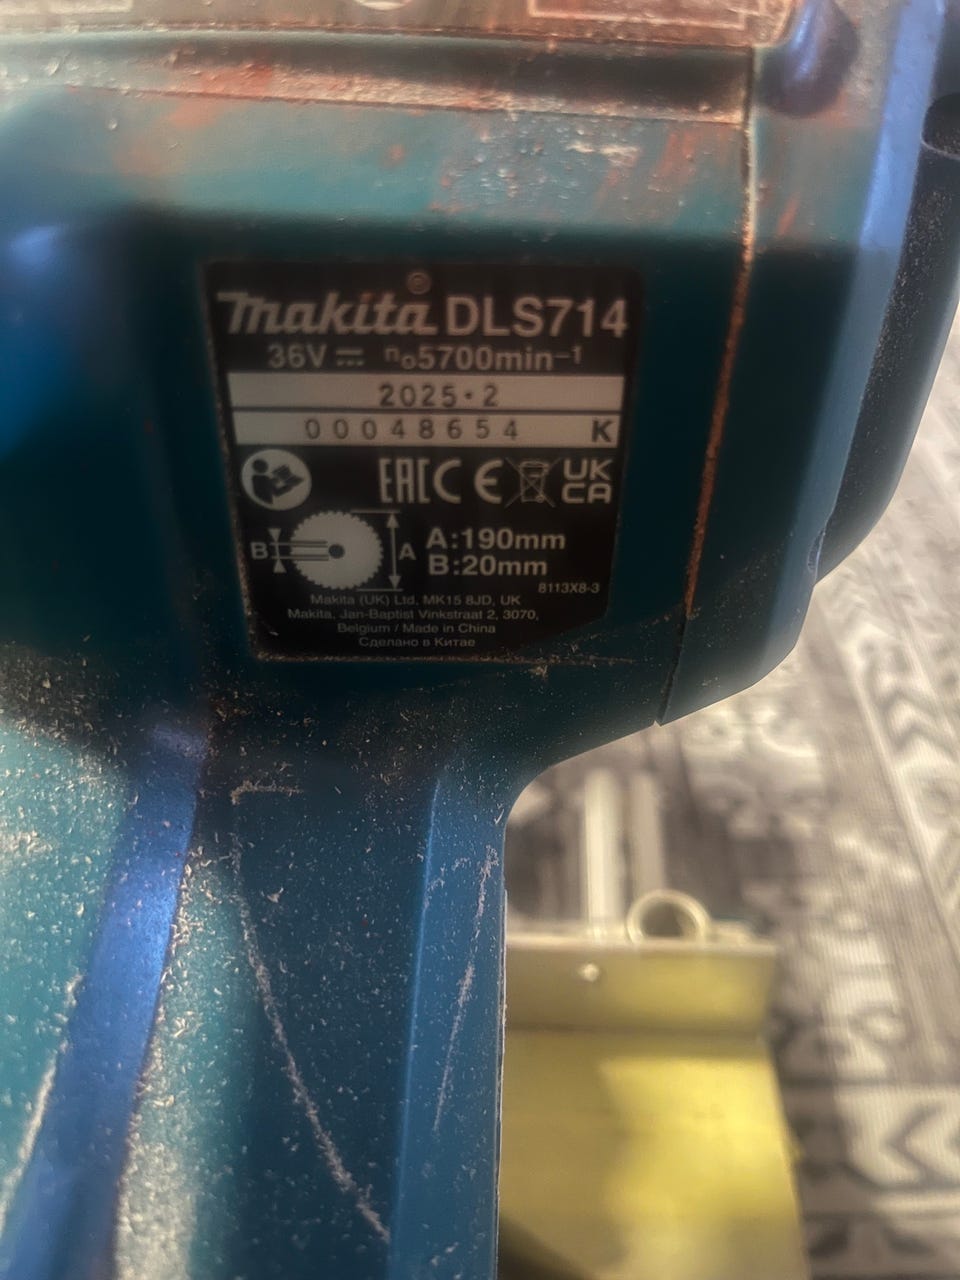 makita DLS714
36V n₀5700min⁻¹
2025・2
00048654 K
EAC CE UK CA
B A A:190mm
B:20mm
8113X8-3
Makita (UK) Ltd. MK15 8JD, UK
Makita, Jan-Baptist Vinkstraat 2, 3070,
Belgium / Made in China
Сделано в Китае